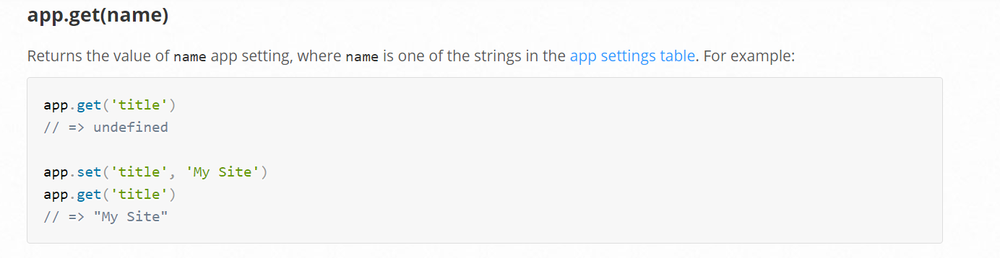 app.get(name)
Returns the value of name app setting, where name is one of the strings in the app settings table. For example:
app.get('title')
// => undefined
app.set('title', 'My Site')
app.get('title')
// => "My Site"